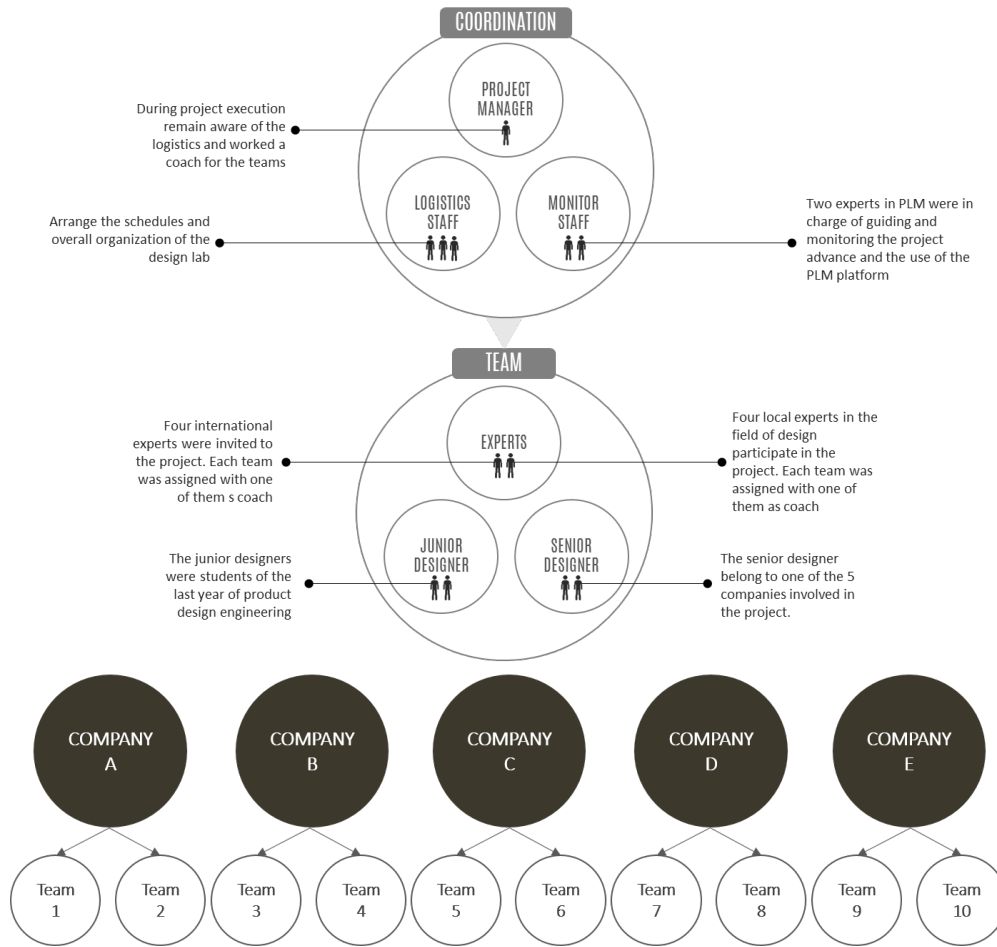 COORDINATION
PROJECT
MANAGER
During project execution
remain aware of the
logistics and worked a
coach for the teams
LOGISTICS
STAFF
MONITOR
STAFF
Arrange the schedules and
overall organization of the
design lab
Two experts in PLM were in
charge of guiding and
monitoring the project
advance and the use of the
PLM platform
TEAM
EXPERTS
Four international
experts were invited to
the project. Each team
was assigned with one
of them s coach
Four local experts in the
field of design
participate in the
project. Each team was
assigned with one of
them as coach
JUNIOR
DESIGNER
SENIOR
DESIGNER
The junior designers
were students of the
last year of product
design engineering
The senior designer
belong to one of the 5
companies involved in
the project.
COMPANY
A
COMPANY
B
COMPANY
C
COMPANY
D
COMPANY
E
Team
1
Team
2
Team
3
Team
4
Team
5
Team
6
Team
7
Team
8
Team
9
Team
10